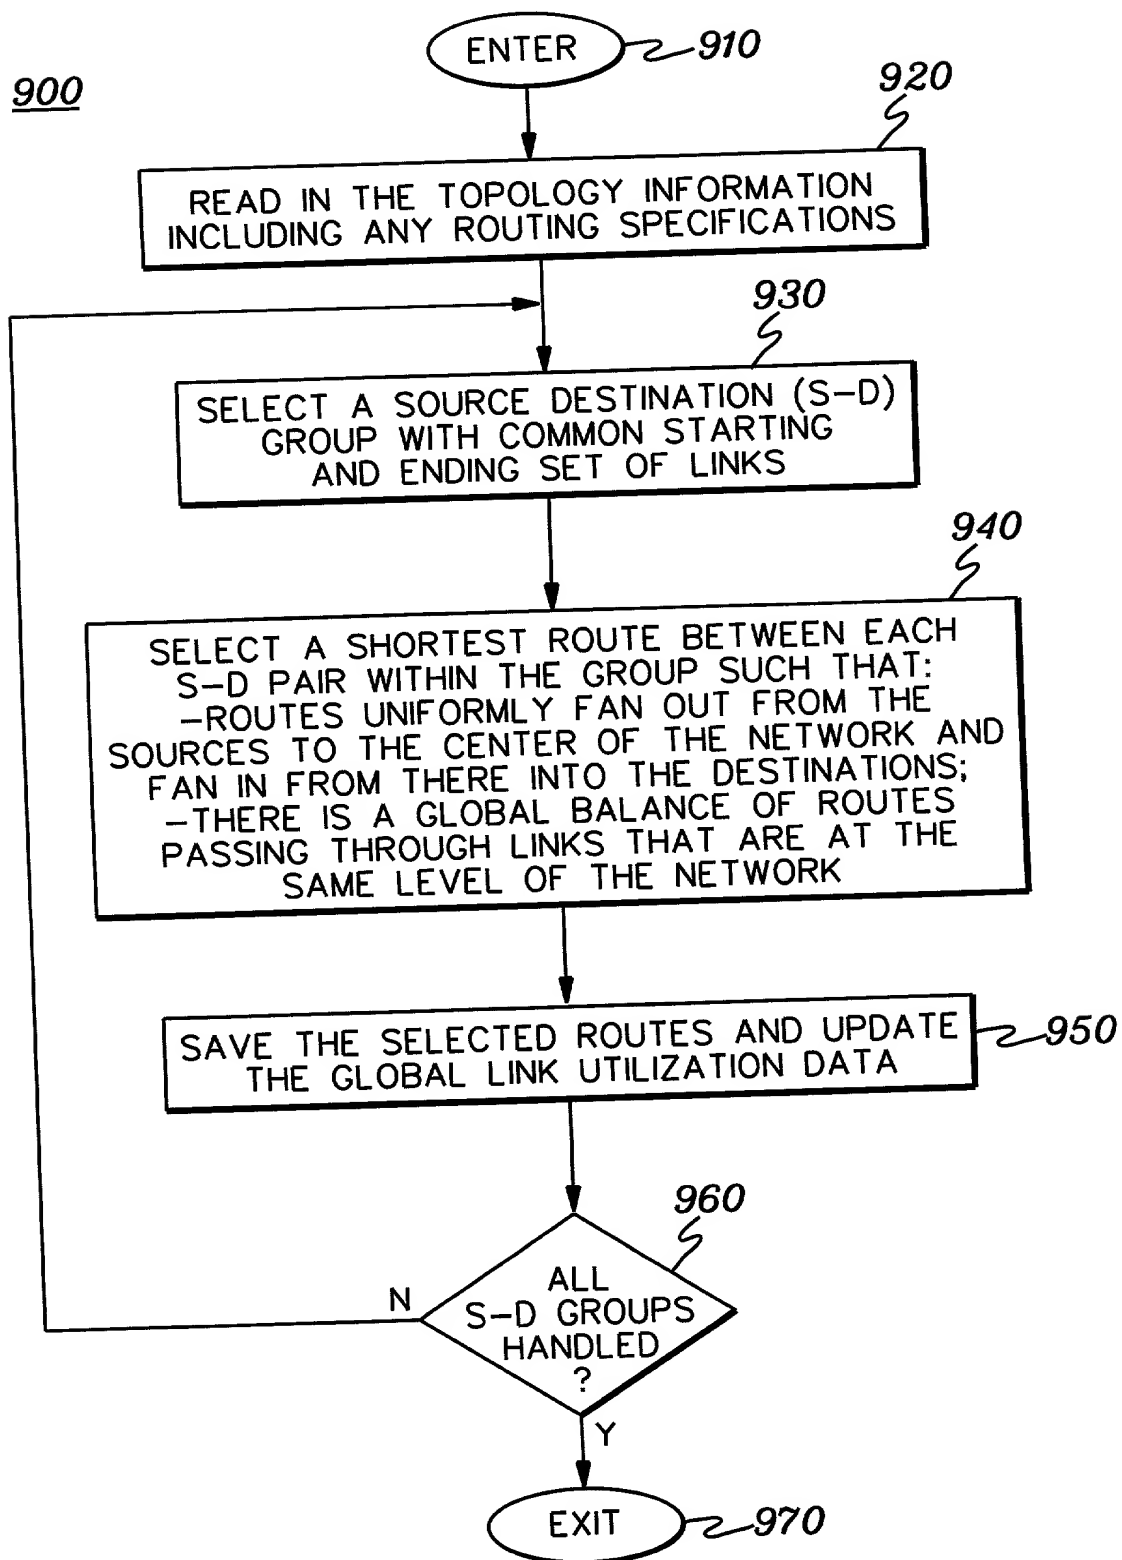 ENTER
910
900
920
READ IN THE TOPOLOGY INFORMATION
INCLUDING ANY ROUTING SPECIFICATIONS
930
SELECT A SOURCE DESTINATION (S-D)
GROUP WITH COMMON STARTING
AND ENDING SET OF LINKS
940
SELECT A SHORTEST ROUTE BETWEEN EACH
S-D PAIR WITHIN THE GROUP SUCH THAT:
-ROUTES UNIFORMLY FAN OUT FROM THE
SOURCES TO THE CENTER OF THE NETWORK AND
FAN IN FROM THERE INTO THE DESTINATIONS;
-THERE IS A GLOBAL BALANCE OF ROUTES
PASSING THROUGH LINKS THAT ARE AT THE
SAME LEVEL OF THE NETWORK
SAVE THE SELECTED ROUTES AND UPDATE
THE GLOBAL LINK UTILIZATION DATA
950
960
N
ALL
S-D GROUPS
HANDLED
?
Y
EXIT
970